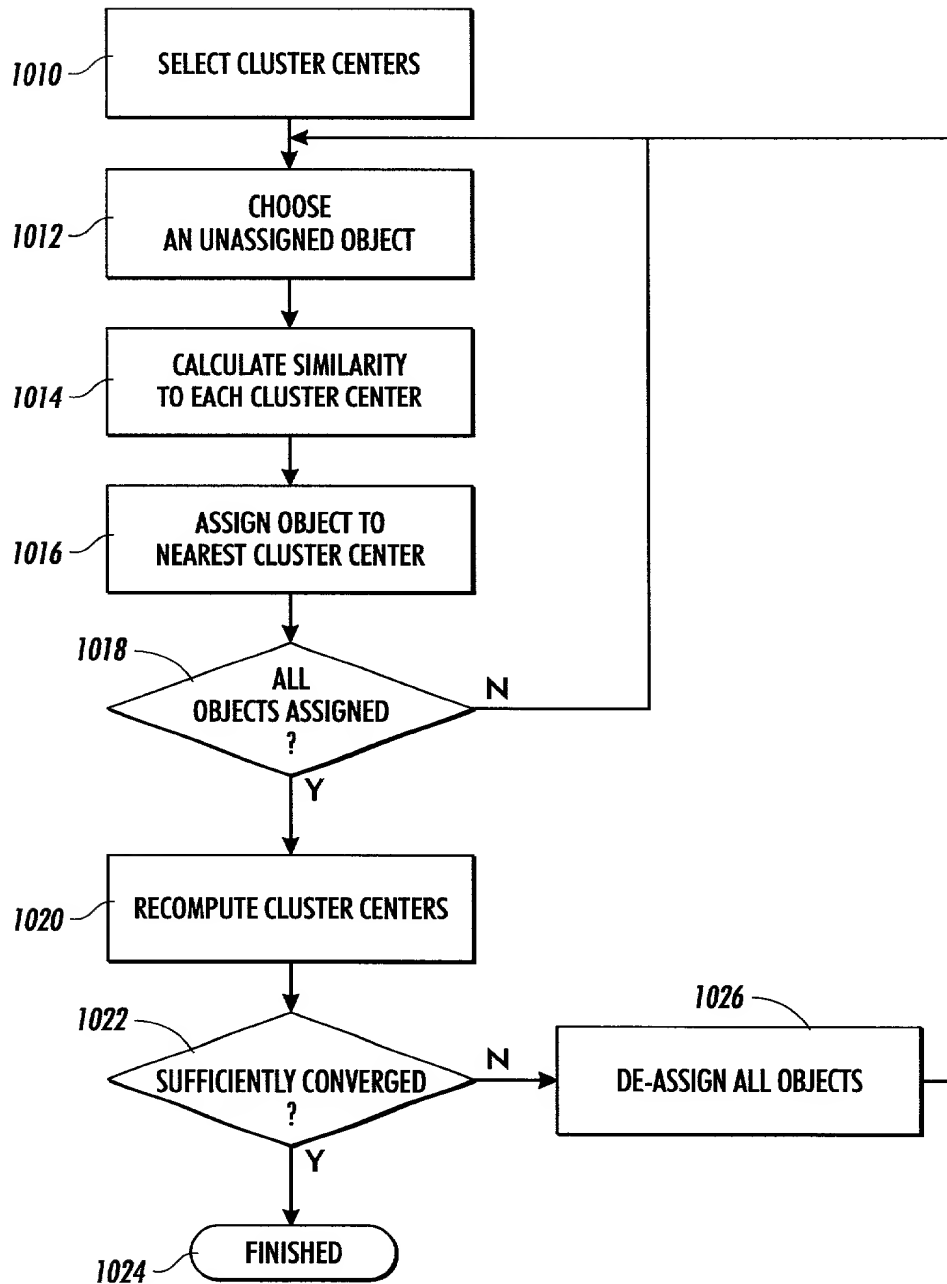 1010
SELECT CLUSTER CENTERS
1012
CHOOSE
AN UNASSIGNED OBJECT
1014
CALCULATE SIMILARITY
TO EACH CLUSTER CENTER
1016
ASSIGN OBJECT TO
NEAREST CLUSTER CENTER
1018
ALL
OBJECTS ASSIGNED
?
N
Y
1020
RECOMPUTE CLUSTER CENTERS
1022
SUFFICIENTLY CONVERGED
?
N
1026
DE-ASSIGN ALL OBJECTS
Y
1024
FINISHED